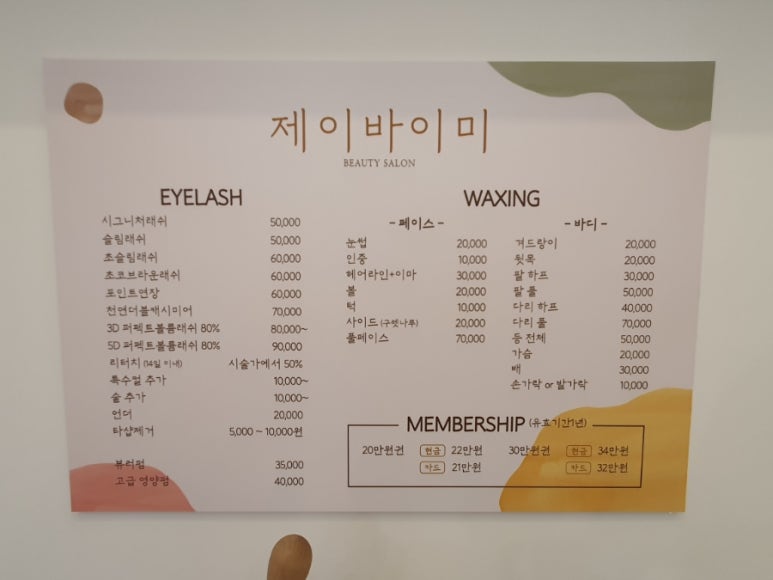 제이바이미
BEAUTY SALON
EYELASH
시그니처래쉬 50,000
슬림래쉬 50,000
초슬림래쉬 60,000
초코브라운래쉬 60,000
포인트연장 60,000
천연더블캐시미어 70,000
3D 퍼펙트볼륨래쉬 80% 80,000~
5D 퍼펙트볼륨래쉬 80% 90,000
리터치 (14일 이내) 시술가에서 50%
특수컬 추가 10,000~
숱 추가 10,000~
언더 20,000
타샵제거 5,000 ~ 10,000원
뷰러펌 35,000
고급 영양펌 40,000
WAXING
- 페이스 -
눈썹 20,000
인중 10,000
헤어라인+이마 30,000
볼 20,000
턱 10,000
사이드 (구렛나루) 20,000
풀페이스 70,000
- 바디 -
겨드랑이 20,000
뒷목 20,000
팔 하프 30,000
팔 풀 50,000
다리 하프 40,000
다리 풀 70,000
등 전체 50,000
가슴 20,000
배 30,000
손가락 or 발가락 10,000
MEMBERSHIP (유효기간1년)
20만원권 현금 22만원 30만원권 현금 34만원
카드 21만원 카드 32만원